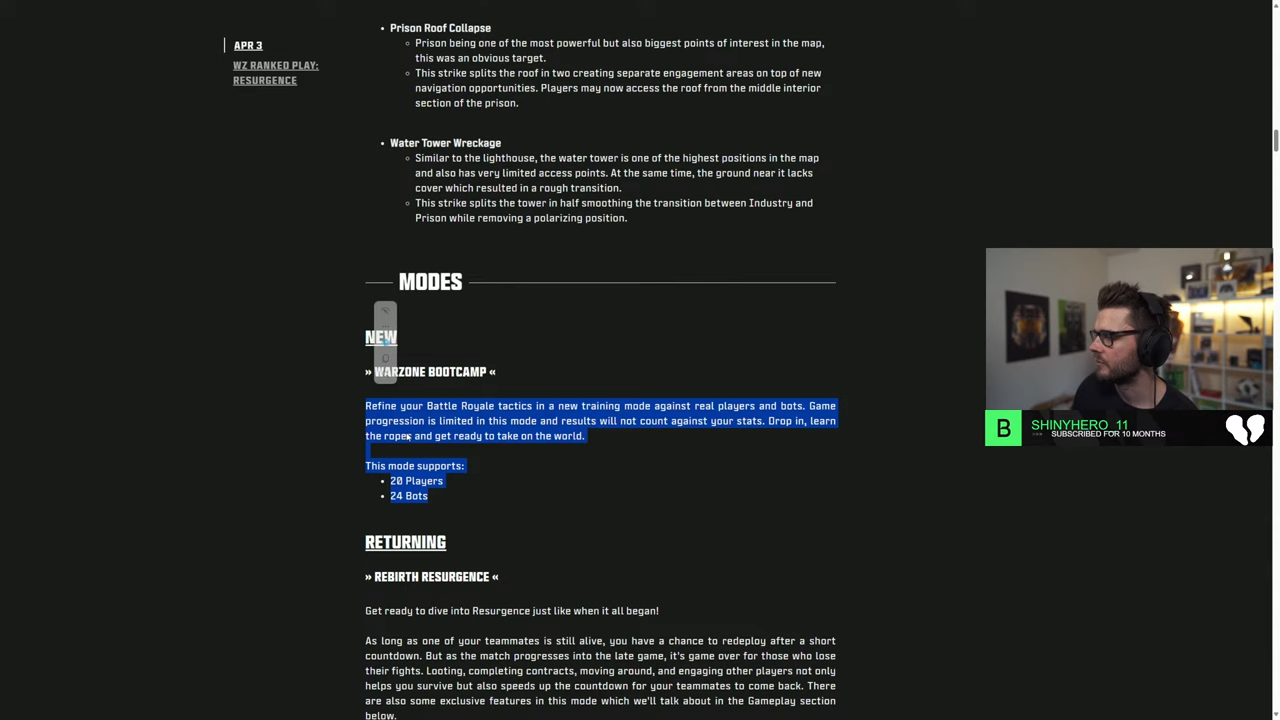 Prison Roof Collapse
Prison being one of the most powerful but also biggest points of interest in the map,
this was an obvious target.
This strike splits the roof in two creating separate engagement areas on top of new
navigation opportunities. Players may now access the roof from the middle interior
section of the prison.
APR 3
WZ RANKED PLAY:
RESURGENCE
Water Tower Wreckage
Similar to the lighthouse, the water tower is one of the highest positions in the map
and also has very limited access points. At the same time, the ground near it lacks
cover which resulted in a rough transition.
This strike splits the tower in half smoothing the transition between Industry and
Prison while removing a polarizing position.
MODES
NEW
» WARZONE BOOTCAMP «
Refine your Battle Royale tactics in a new training mode against real players and bots. Game
progression is limited in this mode and results will not count against your stats. Drop in, learn
the ropes and get ready to take on the world.
This mode supports:
20 Players
24 Bots
RETURNING
» REBIRTH RESURGENCE «
Get ready to dive into Resurgence just like when it all began!
As long as one of your teammates is still alive, you have a chance to redeploy after a short
countdown. But as the match progresses into the late game, it's game over for those who lose
their fights. Looting, completing contracts, moving around, and engaging other players not only
helps you survive but also speeds up the countdown for your teammates to come back. There
are also some exclusive features in this mode which we'll talk about in the Gameplay section
below.
B
SHINYHERO_11
SUBSCRIBED FOR 10 MONTHS